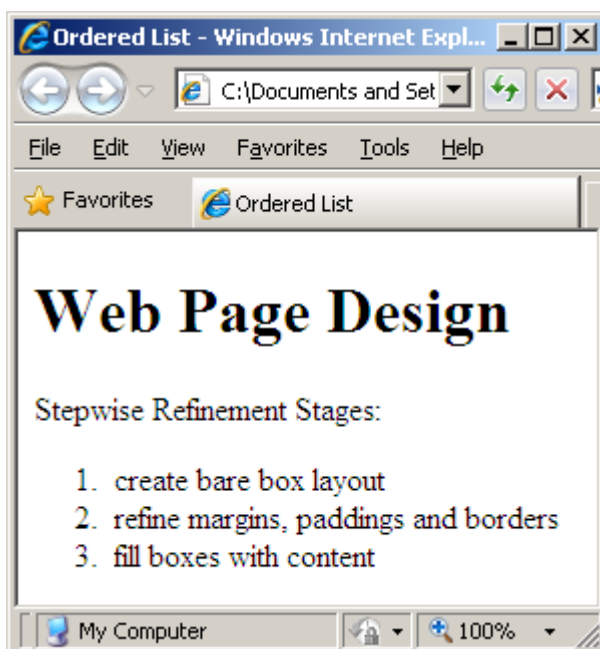 Ordered List - Windows Internet Expl...
C:\Documents and Set
File Edit View Favorites Tools Help
Favorites Ordered List
Web Page Design
Stepwise Refinement Stages:
1. create bare box layout
2. refine margins, paddings and borders
3. fill boxes with content
My Computer 100%